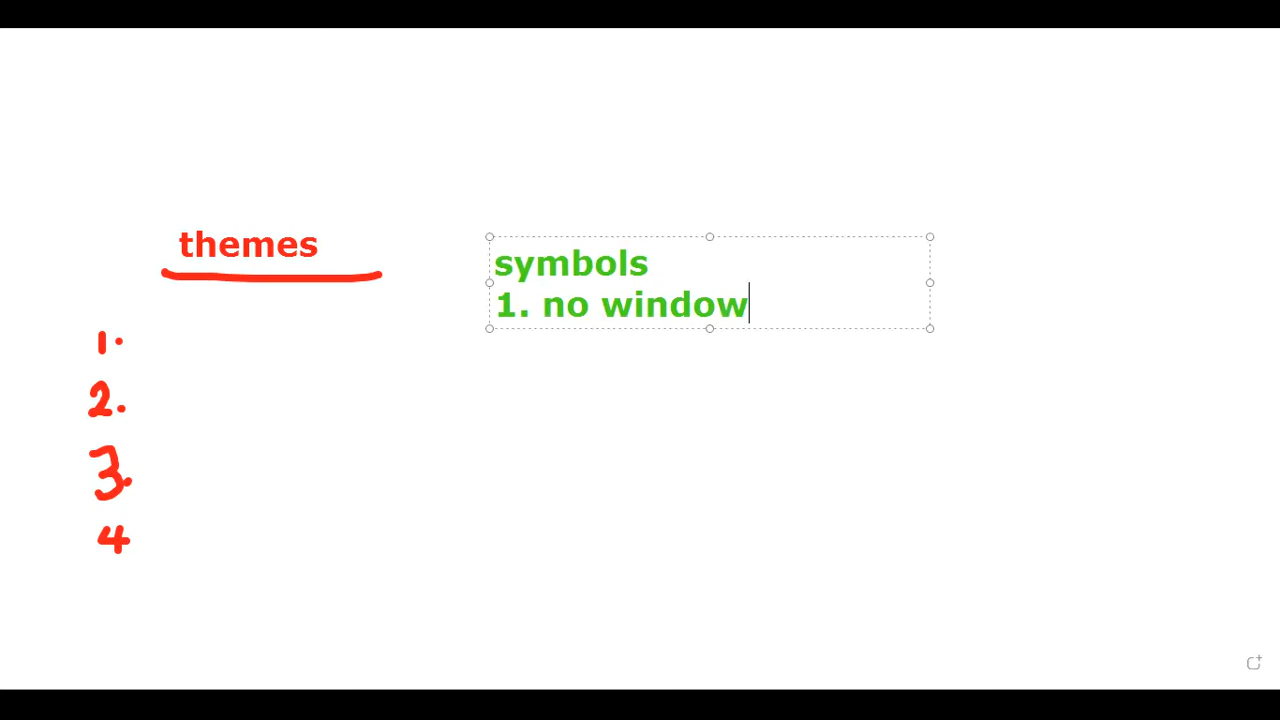 themes
1.
2.
3.
4
symbols
1. no window